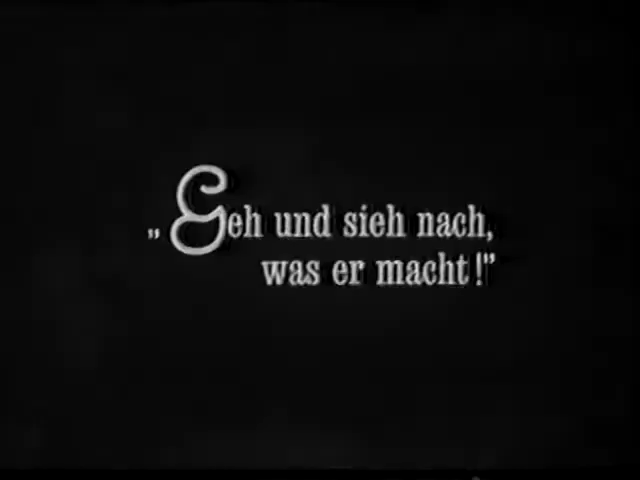 „Geh und sieh nach,
was er macht!”